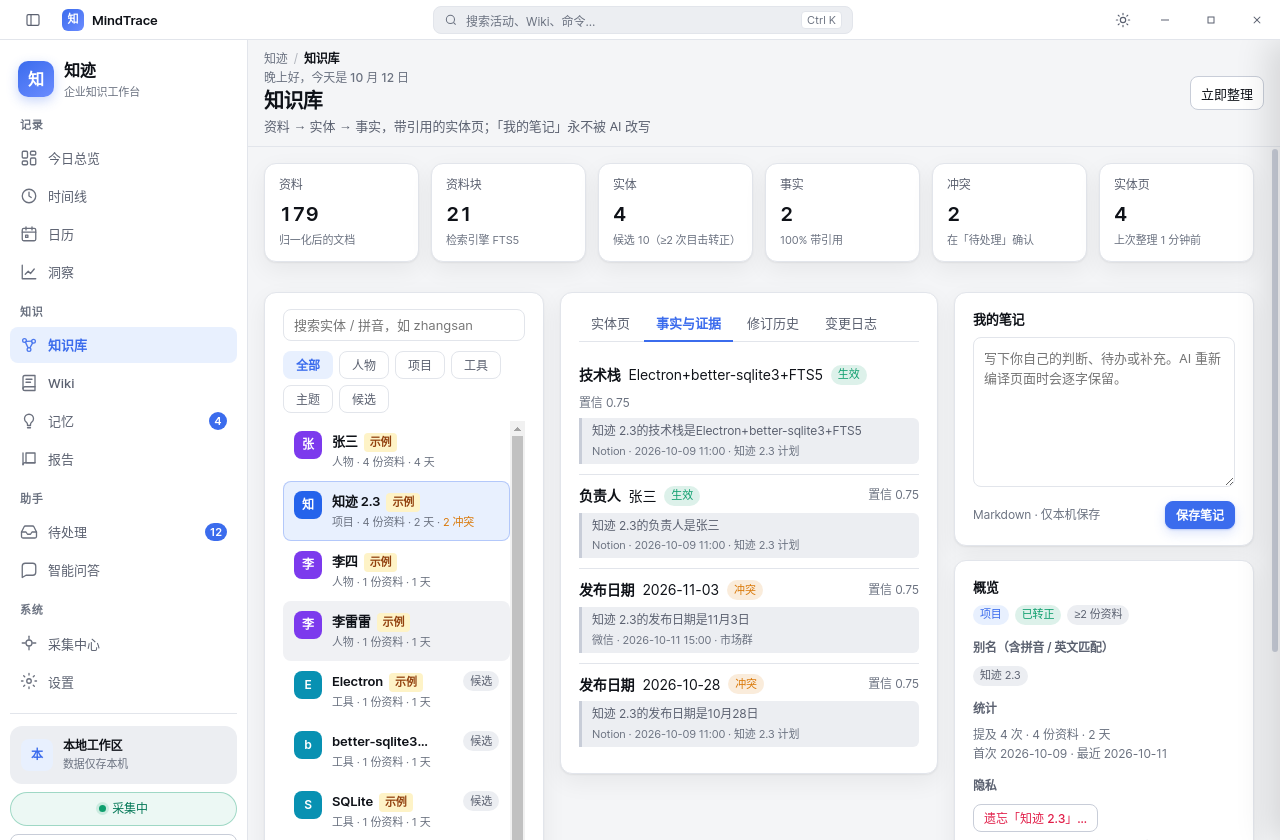 知 MindTrace
搜索活动、Wiki、命令...
Ctrl K
知 知迹
企业知识工作台
记录
今日总览
时间线
日历
洞察
知识
知识库
Wiki
记忆 4
报告
助手
待处理 12
智能问答
系统
采集中心
设置
本 本地工作区
数据仅存本机
采集中
知迹 / 知识库
晚上好，今天是 10 月 12 日
知识库
资料 → 实体 → 事实，带引用的实体页；「我的笔记」永不被 AI 改写
立即整理
资料
179
归一化后的文档
资料块
21
检索引擎 FTS5
实体
4
候选 10（≥2 次目击转正）
事实
2
100% 带引用
冲突
2
在「待处理」确认
实体页
4
上次整理 1 分钟前
搜索实体 / 拼音，如 zhangsan
全部 人物 项目 工具
主题 候选
张 张三 示例
人物 · 4 份资料 · 4 天
知 知迹 2.3 示例
项目 · 4 份资料 · 2 天 · 2 冲突
李 李四 示例
人物 · 1 份资料 · 1 天
李 李雷雷 示例
人物 · 1 份资料 · 1 天
E Electron 示例 候选
工具 · 1 份资料 · 1 天
b better-sqlite3... 候选
工具 · 1 份资料 · 1 天
S SQLite 示例 候选
工具 · 1 份资料 · 1 天
实体页 事实与证据 修订历史 变更日志
技术栈 Electron+better-sqlite3+FTS5 生效
置信 0.75
知迹 2.3的技术栈是Electron+better-sqlite3+FTS5
Notion · 2026-10-09 11:00 · 知迹 2.3 计划
负责人 张三 生效 置信 0.75
知迹 2.3的负责人是张三
Notion · 2026-10-09 11:00 · 知迹 2.3 计划
发布日期 2026-11-03 冲突 置信 0.75
知迹 2.3的发布日期是11月3日
微信 · 2026-10-11 15:00 · 市场群
发布日期 2026-10-28 冲突 置信 0.75
知迹 2.3的发布日期是10月28日
Notion · 2026-10-09 11:00 · 知迹 2.3 计划
我的笔记
写下你自己的判断、待办或补充。AI 重新
编译页面时会逐字保留。
Markdown · 仅本机保存 保存笔记
概览
项目 已转正 ≥2 份资料
别名（含拼音 / 英文匹配）
知迹 2.3
统计
提及 4 次 · 4 份资料 · 2 天
首次 2026-10-09 · 最近 2026-10-11
隐私
遗忘「知迹 2.3」...